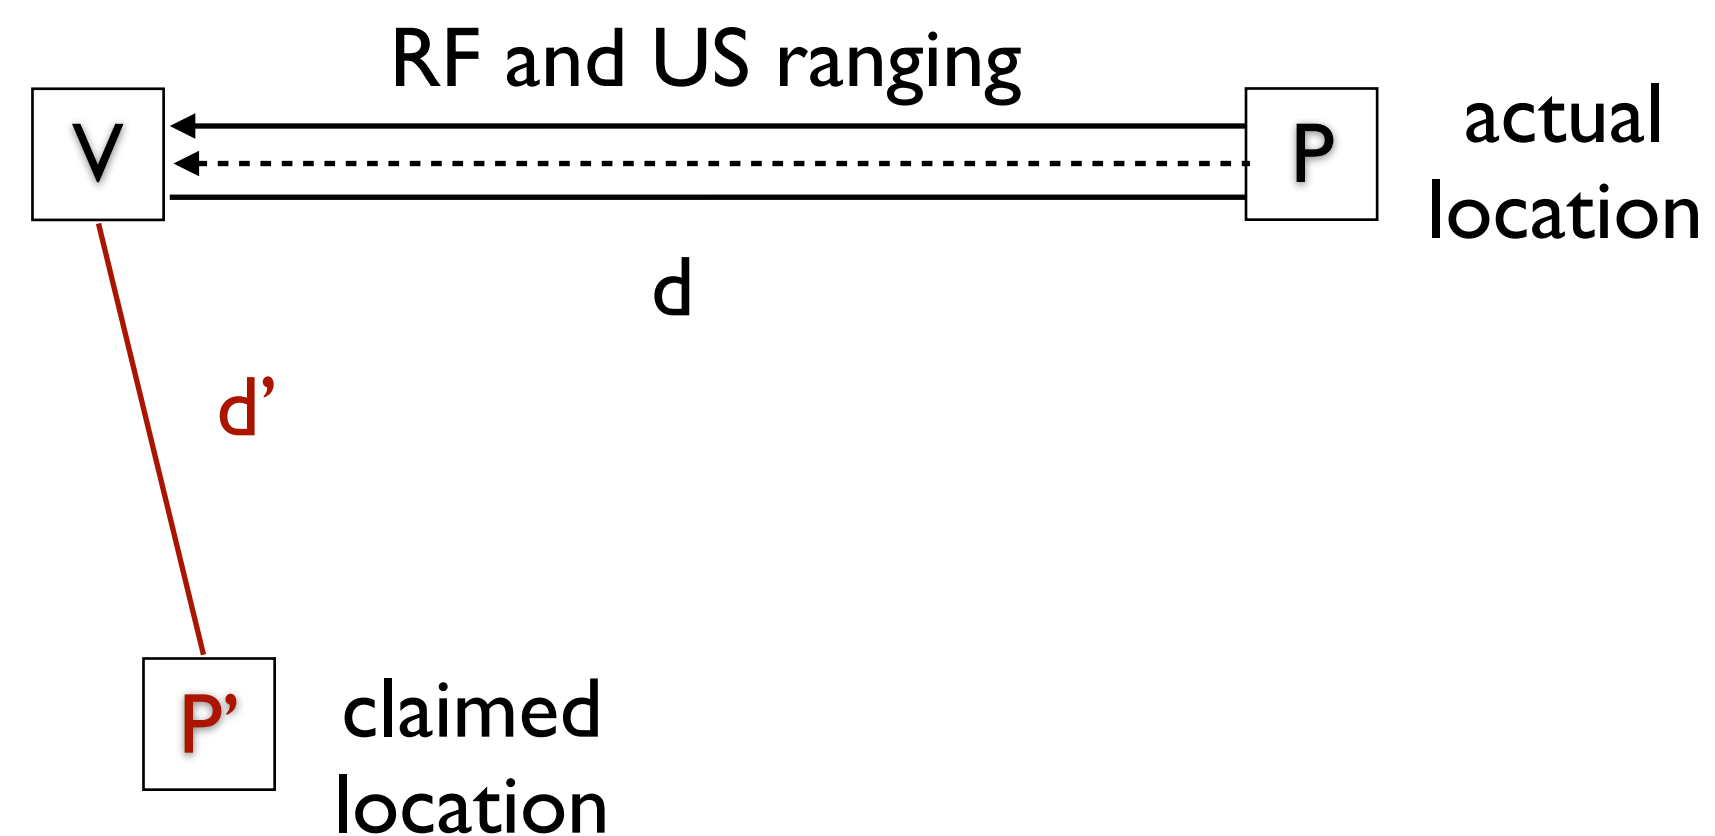 RF and US ranging
V
P
actual
location
d
d’
P’
claimed
location